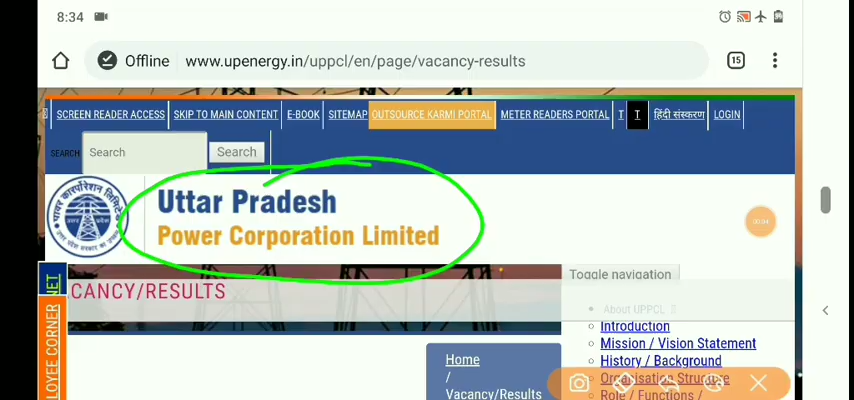 8:34
Offline www.upenergy.in/uppcl/en/page/vacancy-results
15
SCREEN READER ACCESS SKIP TO MAIN CONTENT E-BOOK SITEMAP OUTSOURCE KARMI PORTAL METER READERS PORTAL T T हिंदी संस्करण LOGIN
SEARCH Search Search
Uttar Pradesh
Power Corporation Limited
Toggle navigation
CANCY/RESULTS
About UPPCL
Introduction
Mission / Vision Statement
History / Background
Organisation Structure
Role / Functions /
Home
/
Vacancy/Results
NET
LOYEE CORNER